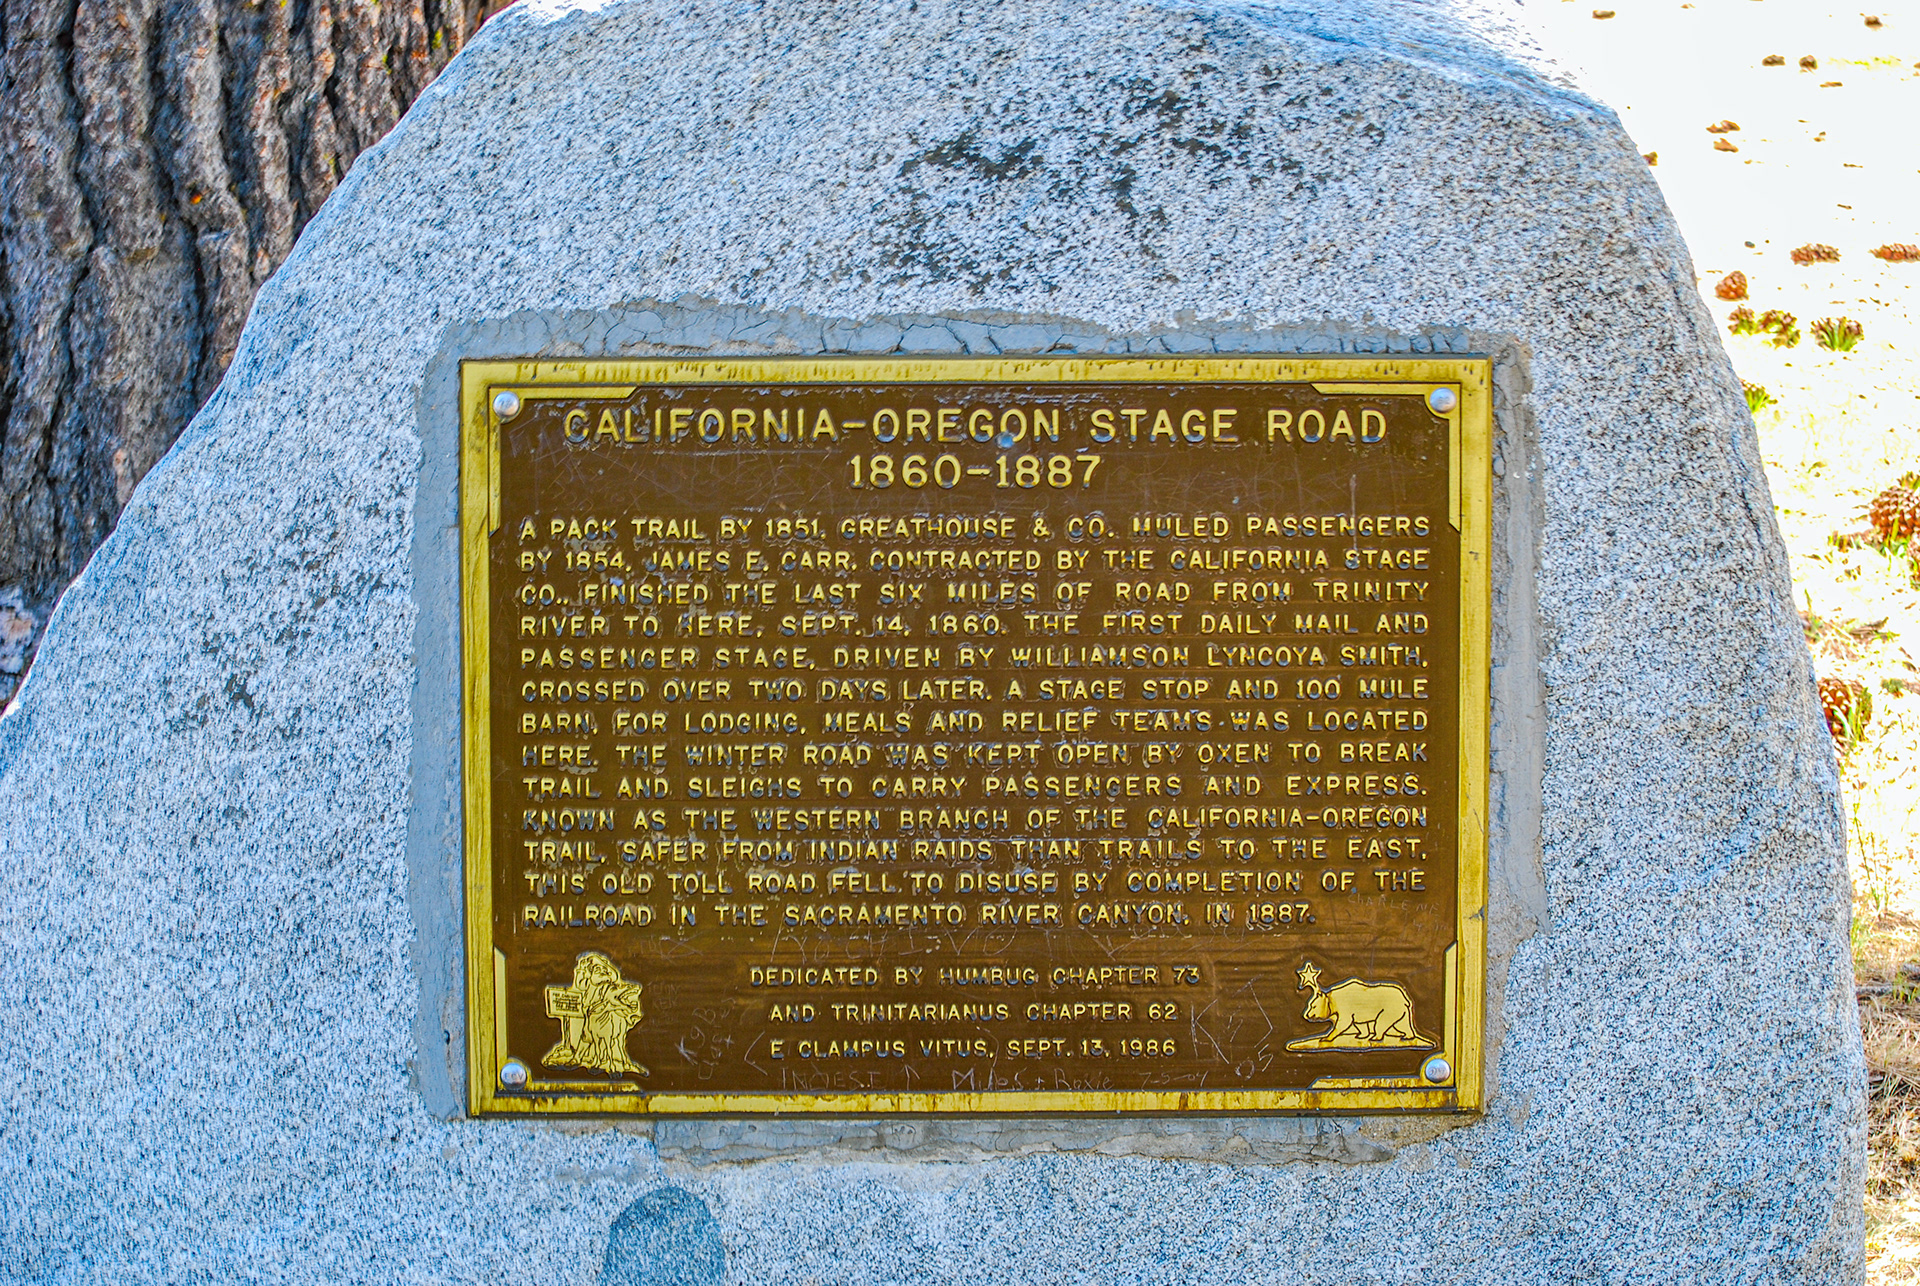 CALIFORNIA-OREGON STAGE ROAD
1860-1887
A PACK TRAIL BY 1851, GREATHOUSE & CO. MULED PASSENGERS
BY 1854. JAMES E. CARR, CONTRACTED BY THE CALIFORNIA STAGE
CO., FINISHED THE LAST SIX MILES OF ROAD FROM TRINITY
RIVER TO HERE, SEPT. 14, 1860. THE FIRST DAILY MAIL AND
PASSENGER STAGE, DRIVEN BY WILLIAMSON LYNCOYA SMITH,
CROSSED OVER TWO DAYS LATER. A STAGE STOP AND 100 MULE
BARN, FOR LODGING, MEALS AND RELIEF TEAMS WAS LOCATED
HERE. THE WINTER ROAD WAS KEPT OPEN BY OXEN TO BREAK
TRAIL AND SLEIGHS TO CARRY PASSENGERS AND EXPRESS.
KNOWN AS THE WESTERN BRANCH OF THE CALIFORNIA-OREGON
TRAIL, SAFER FROM INDIAN RAIDS THAN TRAILS TO THE EAST,
THIS OLD TOLL ROAD FELL TO DISUSE BY COMPLETION OF THE
RAILROAD IN THE SACRAMENTO RIVER CANYON, IN 1887.
DEDICATED BY HUMBUG CHAPTER 73
AND TRINITARIANUS CHAPTER 62
E CLAMPUS VITUS, SEPT. 13, 1986
Roxie 7-5-04